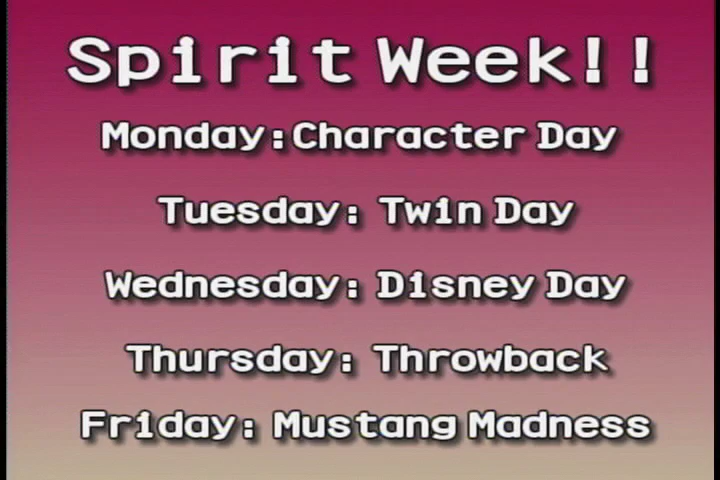 Spirit Week!!
Monday:Character Day
Tuesday: Twin Day
Wednesday: Disney Day
Thursday: Throwback
Friday: Mustang Madness